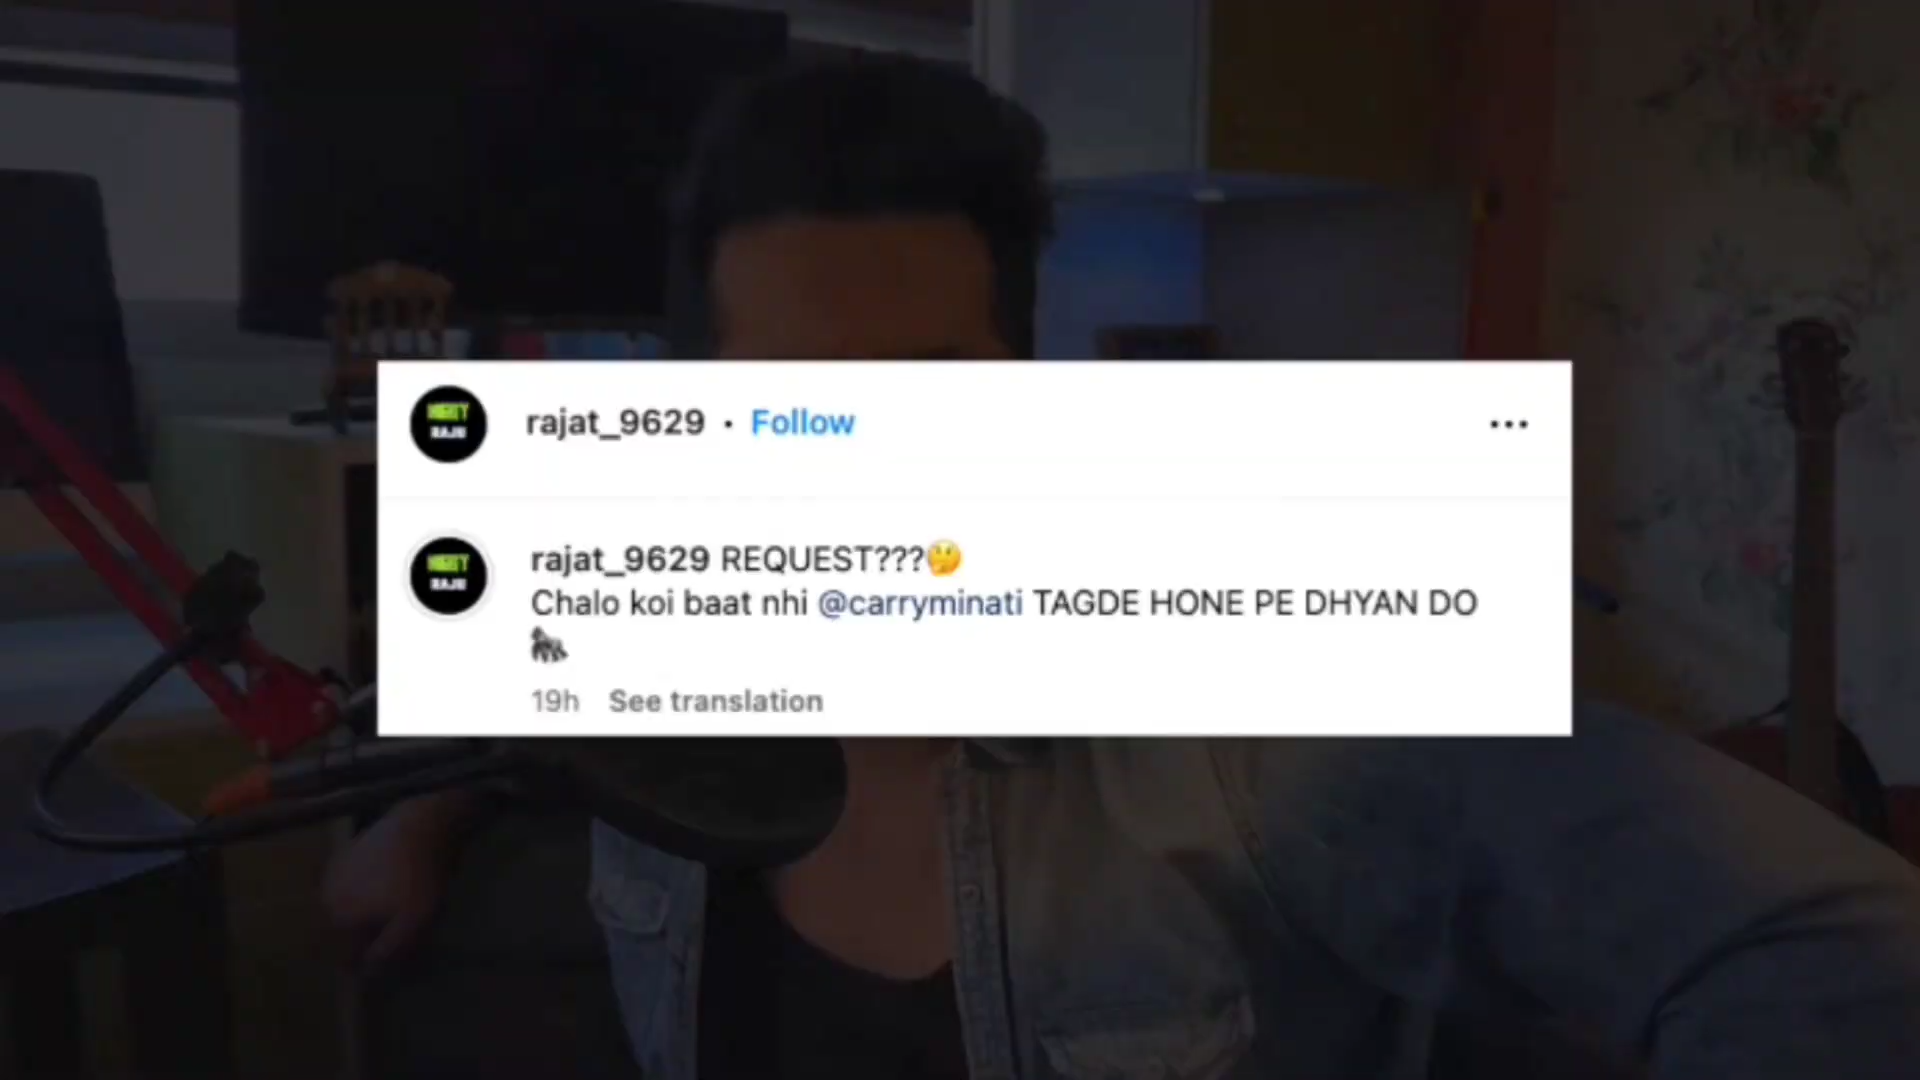 rajat_9629 • Follow
rajat_9629 REQUEST???🤔
Chalo koi baat nhi @carryminati TAGDE HONE PE DHYAN DO
🦍
19h See translation